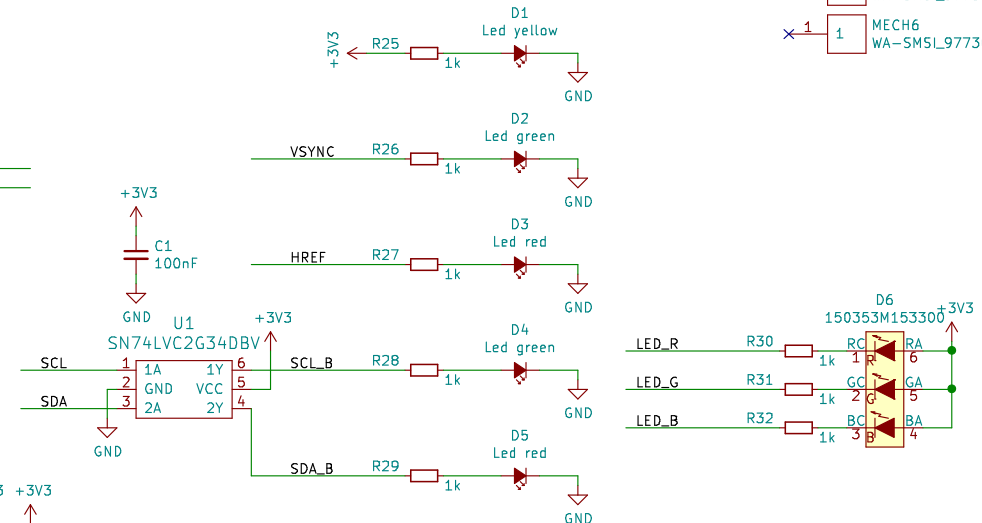 D1
Led yellow
+3V3
R25
1k
GND
1
1
MECH6
WA-SMSI_9773
D2
Led green
VSYNC
R26
1k
GND
+3V3
C1
100nF
GND
D3
Led red
HREF
R27
1k
GND
U1
SN74LVC2G34DBV
+3V3
SCL
1
1A
1Y
6
SCL_B
2
GND
VCC
5
SDA
3
2A
2Y
4
GND
D4
Led green
R28
1k
GND
D5
Led red
SDA_B
R29
1k
GND
D6
150353M153300
+3V3
LED_R
R30
1k
RC
1
R
RA
6
LED_G
R31
1k
GC
2
G
GA
5
LED_B
R32
1k
BC
3
B
BA
4
+3V3